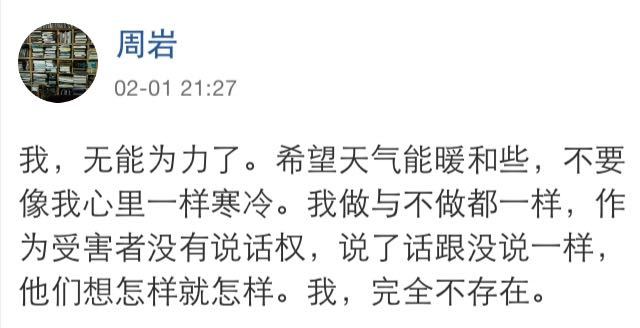 周岩
02-01 21:27
我，无能为力了。希望天气能暖和些，不要
像我心里一样寒冷。我做与不做都一样，作
为受害者没有说话权，说了话跟没说一样，
他们想怎样就怎样。我，完全不存在。